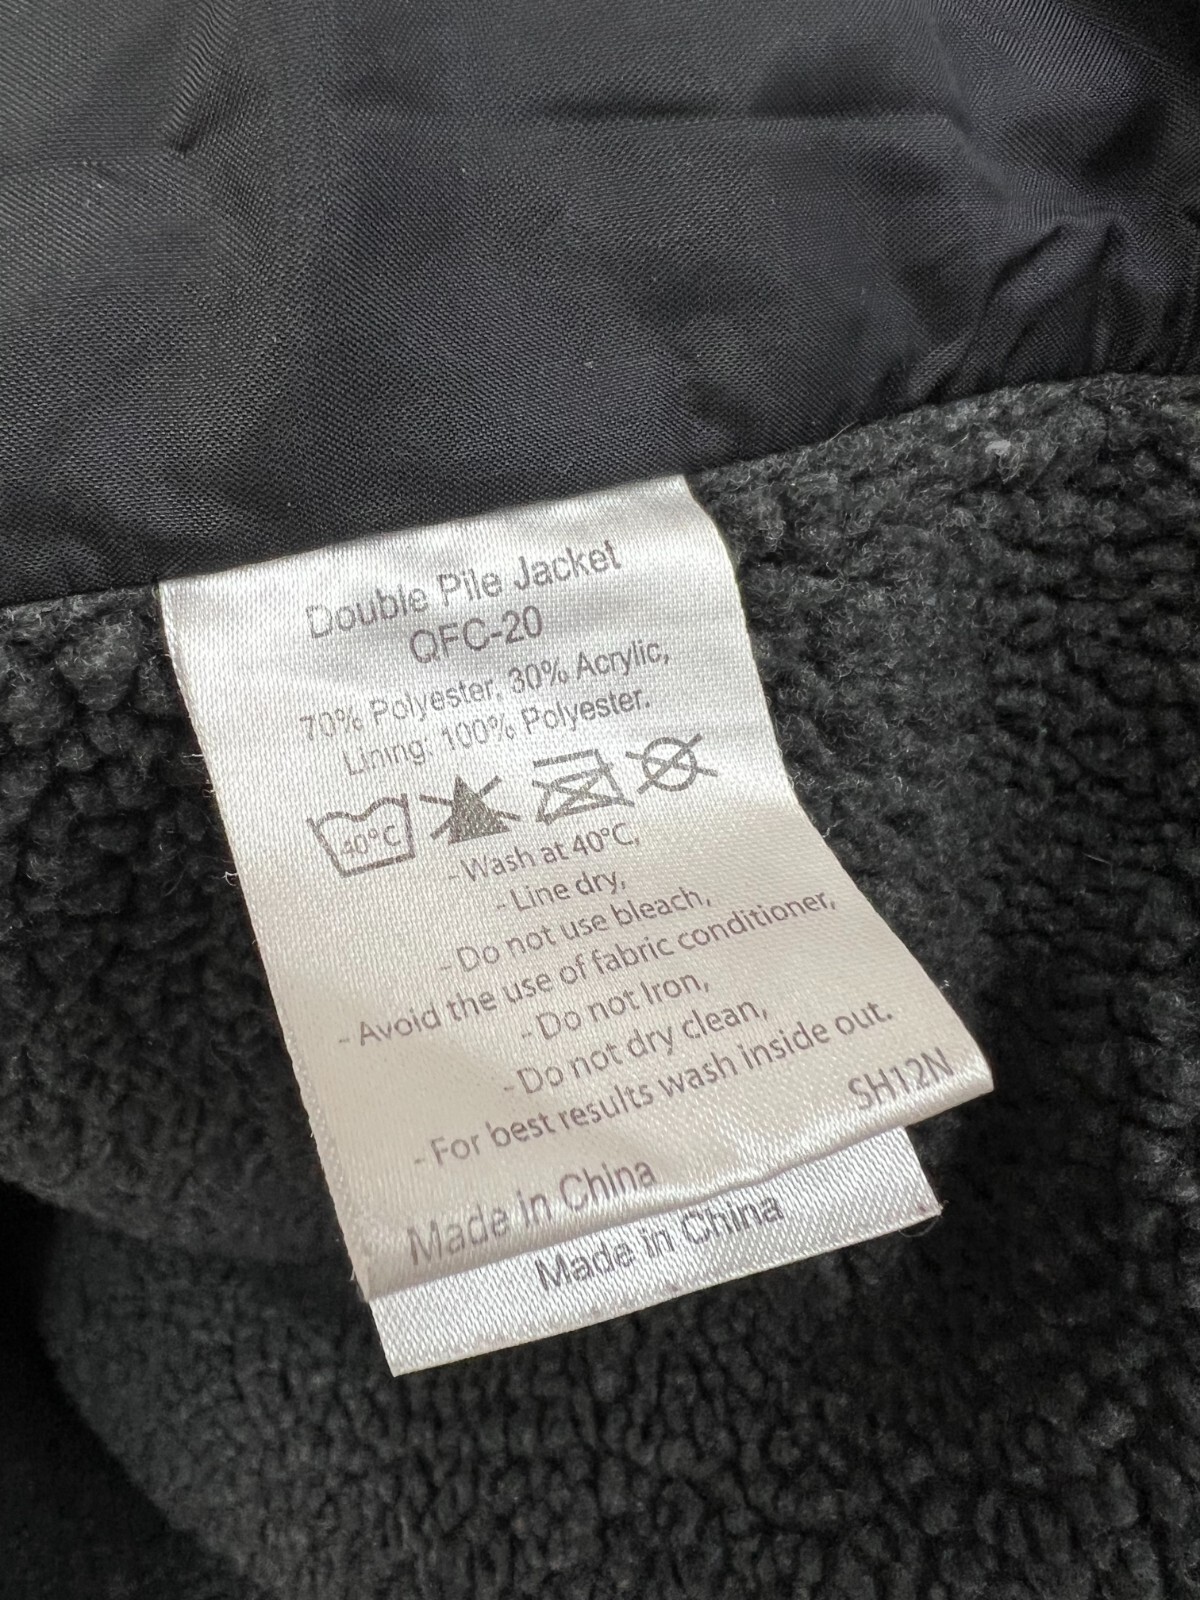 Double Pile Jacket
QFC-20
70% Polyester, 30% Acrylic,
Lining: 100% Polyester.
40°C
-Wash at 40°C,
- Line dry,
- Do not use bleach,
- Avoid the use of fabric conditioner,
- Do not Iron,
- Do not dry clean,
- For best results wash inside out.
SH12N
Made in China
Made in China